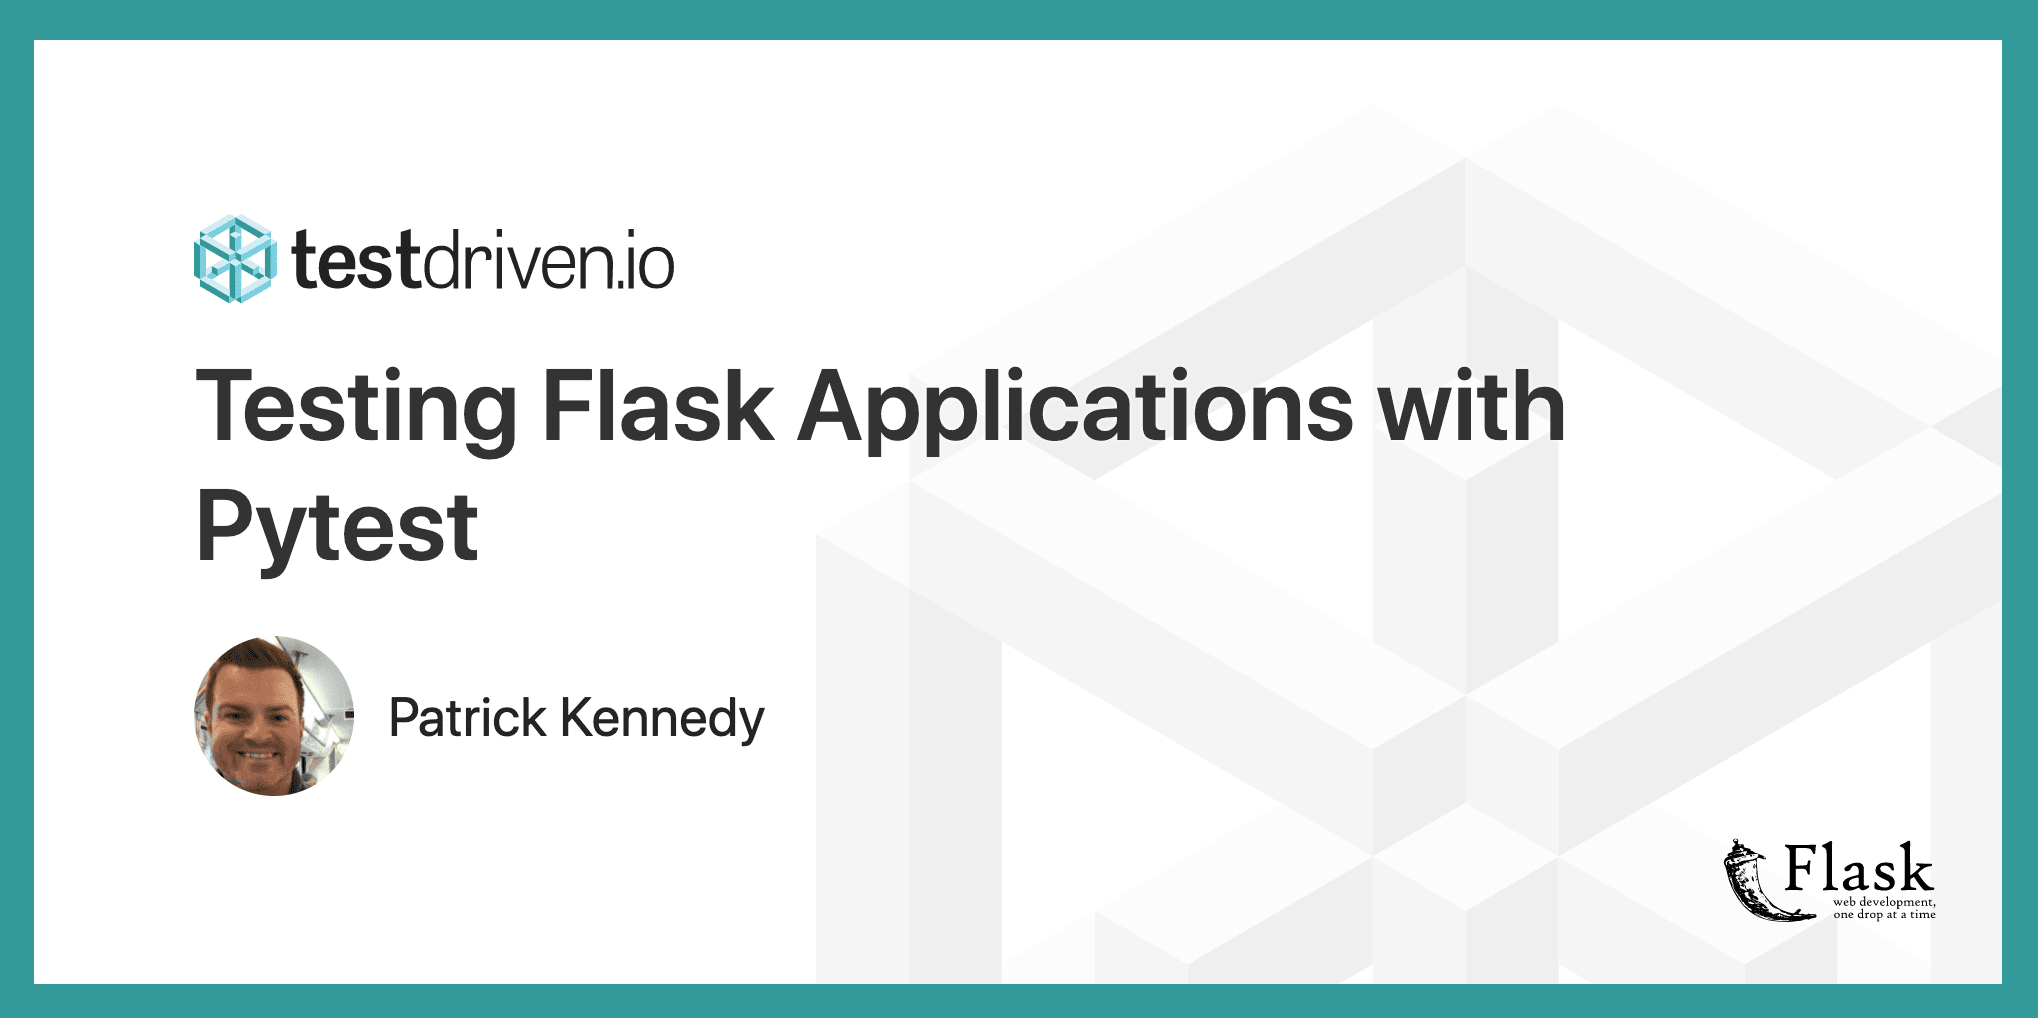 testdriven.io
Testing Flask Applications with
Pytest
Patrick Kennedy
Flask
web development,
one drop at a time